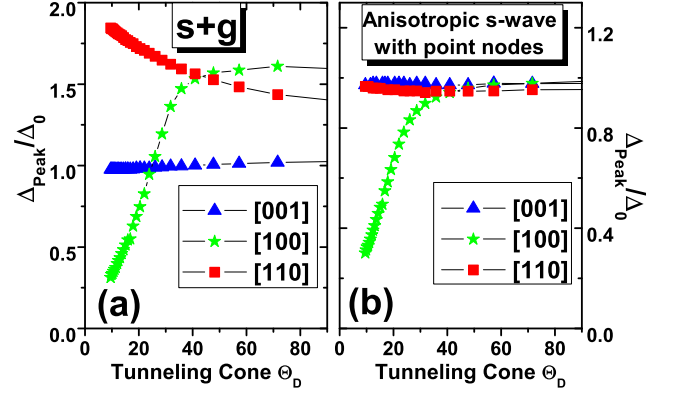 s+g
2.0
1.5
1.0
0.5
0.0
Δ_Peak/Δ_0
[001]
[100]
[110]
(a)
0
20
40
60
80
Tunneling Cone Θ_D
Anisotropic s-wave
with point nodes
[001]
[100]
[110]
(b)
0
20
40
60
80
Tunneling Cone Θ_D
1.2
0.8
0.4
0.0
Δ_Peak/Δ_0